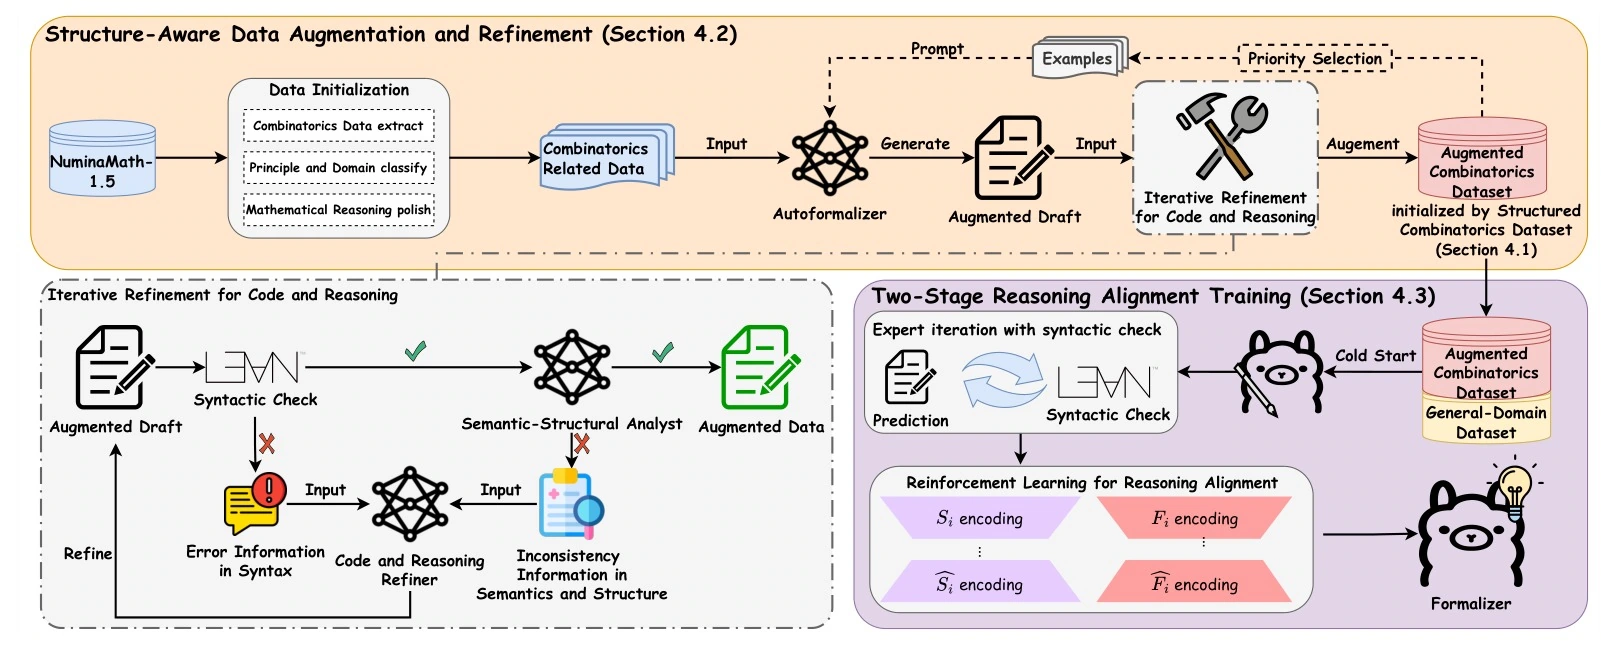 Structure-Aware Data Augmentation and Refinement (Section 4.2)
NuminaMath-
1.5
Data Initialization
Combinatorics Data extract
Principle and Domain classify
Mathematical Reasoning polish
Combinatorics
Related Data
Input
Prompt
Autoformalizer
Generate
Augmented Draft
Input
Examples
Priority Selection
Iterative Refinement
for Code and Reasoning
Augement
Augmented
Combinatorics
Dataset
initialized by Structured
Combinatorics Dataset
(Section 4.1)
Iterative Refinement for Code and Reasoning
Augmented Draft
LEAN
Syntactic Check
Semantic-Structural Analyst
Augmented Data
Error Information
in Syntax
Input
Code and Reasoning
Refiner
Input
Inconsistency
Information in
Semantics and Structure
Refine
Two-Stage Reasoning Alignment Training (Section 4.3)
Expert iteration with syntactic check
Prediction
LEAN
Syntactic Check
Cold Start
Augmented
Combinatorics
Dataset
General-Domain
Dataset
Reinforcement Learning for Reasoning Alignment
$S_i$ encoding
$F_i$ encoding
⋮
⋮
$\widehat{S_i}$ encoding
$\widehat{F_i}$ encoding
Formalizer